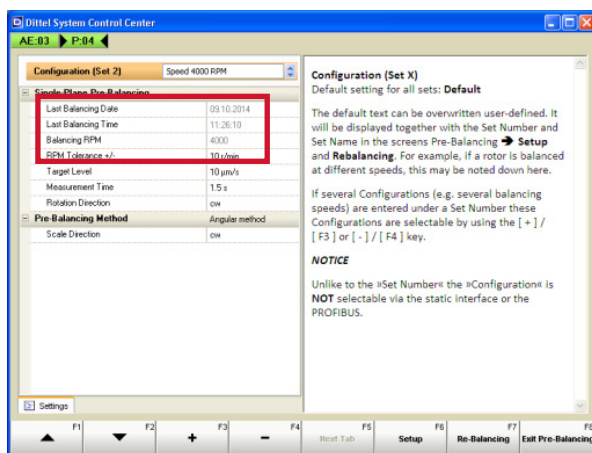 Dittel System Control Center
AE:03 P:04
Configuration (Set 2) Speed 4000 RPM
Single-Plane Pre-Balancing
Last Balancing Date 09.10.2014
Last Balancing Time 11:26:10
Balancing RPM 4000
RPM Tolerance +/- 10 r/min
Target Level 10 µm/s
Measurement Time 1.5 s
Rotation Direction cw
Pre-Balancing Method Angular method
Scale Direction cw
Settings
Configuration (Set X)
Default setting for all sets: Default
The default text can be overwritten user-defined. It
will be displayed together with the Set Number and
Set Name in the screens Pre-Balancing ➔ Setup
and Rebalancing. For example, if a rotor is balanced
at different speeds, this may be noted down here.
If several Configurations (e.g. several balancing
speeds) are entered under a Set Number these
Configurations are selectable by using the [ + ] /
[ F3 ] or [ - ] / [ F4 ] key.
NOTICE
Unlike to the »Set Number« the »Configuration« is
NOT selectable via the static interface or the
PROFIBUS.
F1 F2 F3 F4 F5 F6 F7 F8
+ - Next Tab Setup Re-Balancing Exit Pre-Balancing